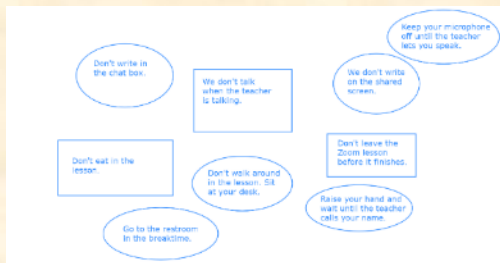 Keep your microphone
off until the teacher
lets you speak.
Don't write in
the chat box.
We don't talk
when the teacher
is talking.
We don't write
on the shared
screen.
Don't eat in the
lesson.
Don't walk around
in the lesson. Sit
at your desk.
Don't leave the
Zoom lesson
before it finishes.
Raise your hand and
wait until the teacher
calls your name.
Go to the restroom
in the breaktime.